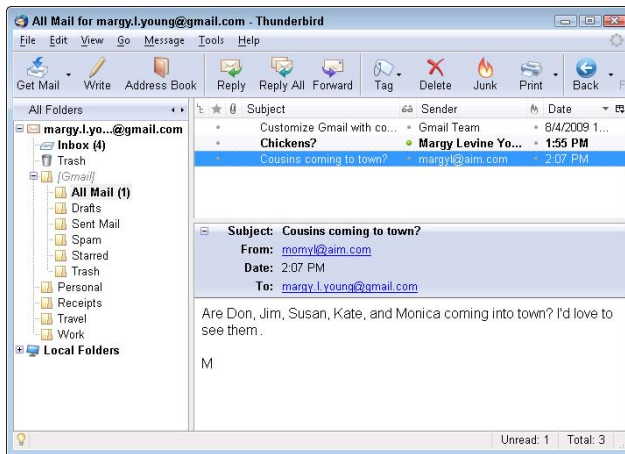 All Mail for margy.l.young@gmail.com - Thunderbird
File Edit View Go Message Tools Help
Get Mail Write Address Book Reply Reply All Forward Tag Delete Junk Print Back
All Folders Subject Sender Date
margy.l.yo...@gmail.com
Inbox (4)
Trash
[Gmail]
All Mail (1)
Drafts
Sent Mail
Spam
Starred
Trash
Personal
Receipts
Travel
Work
Local Folders
Customize Gmail with co... Gmail Team 8/4/2009 1...
Chickens? Margy Levine Yo... 1:55 PM
Cousins coming to town? margyl@aim.com 2:07 PM
Subject: Cousins coming to town?
From: momyl@aim.com
Date: 2:07 PM
To: margy.l.young@gmail.com
Are Don, Jim, Susan, Kate, and Monica coming into town? I'd love to
see them.
M
Unread: 1 Total: 3